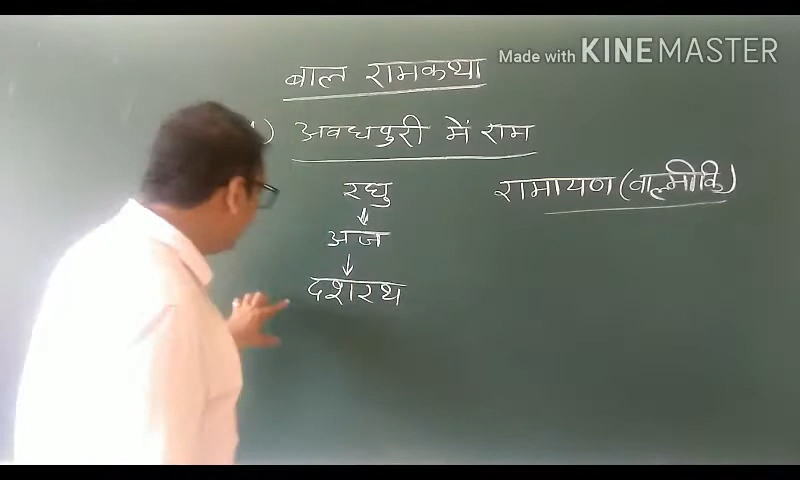 Made with KINEMASTER
बाल रामकथा
1) अवधपुरी में राम
रघु
रामायण (वाल्मीकि)
↓
अज
↓
दशरथ